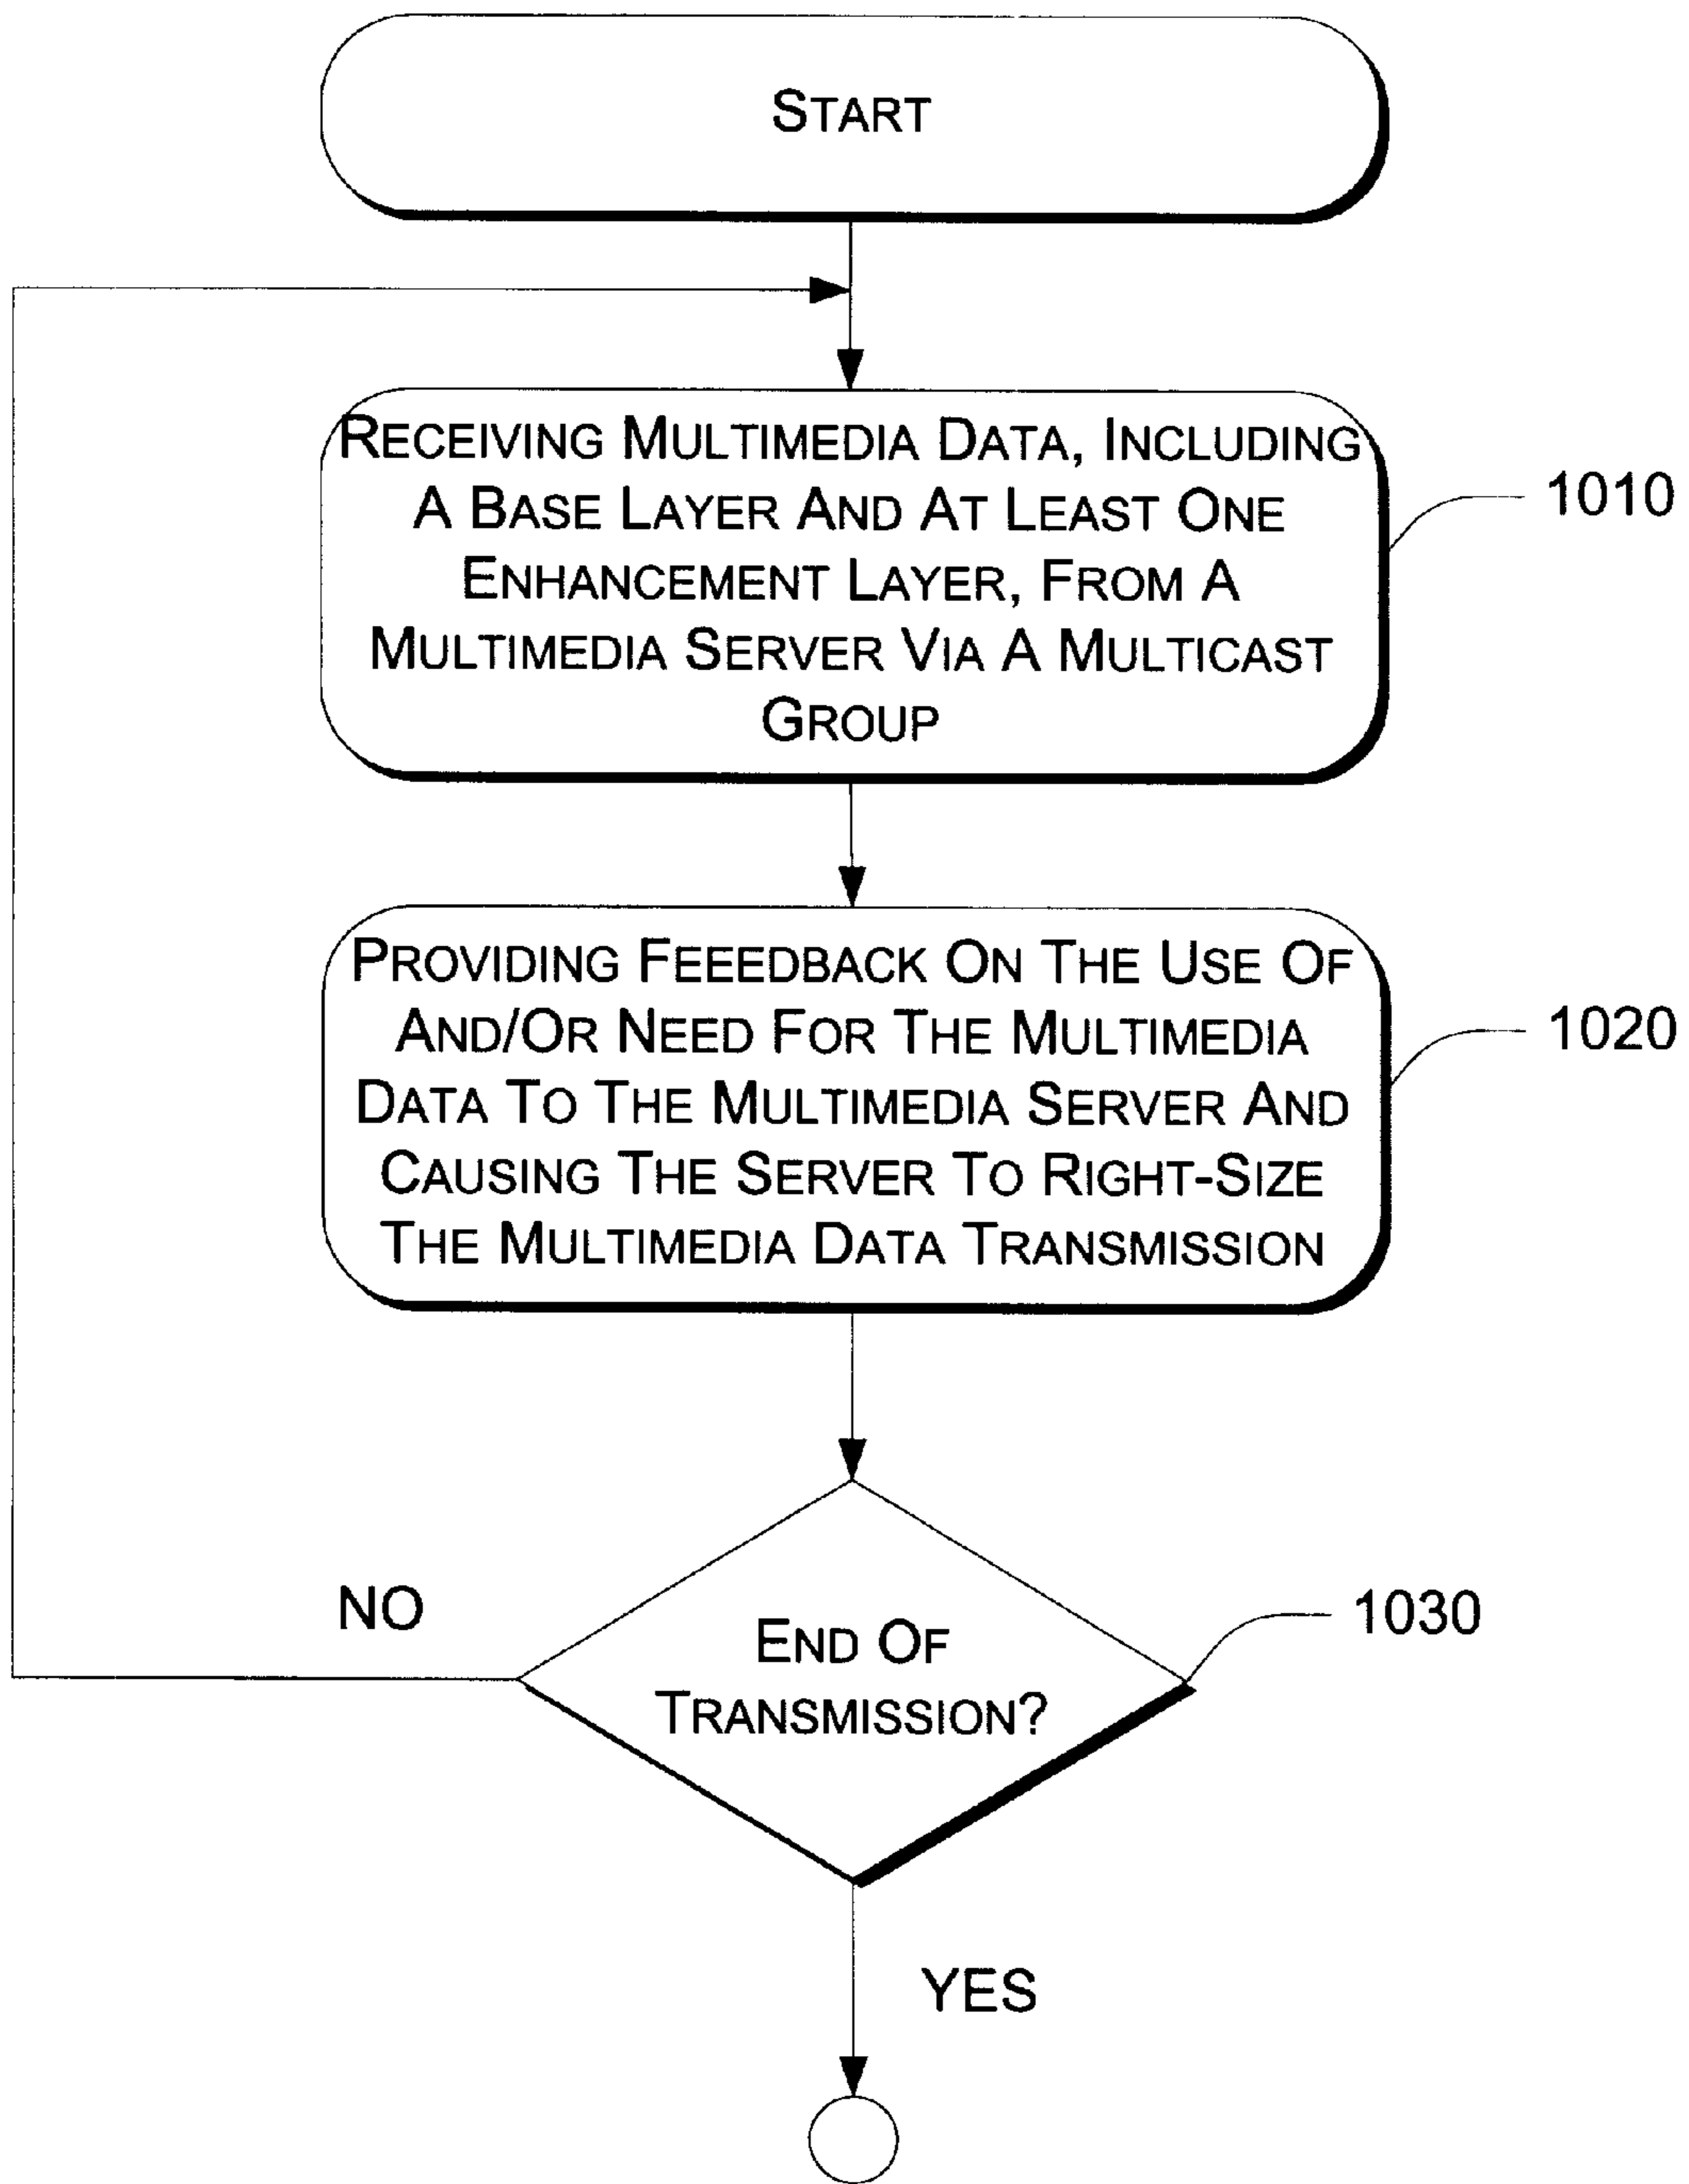 START
RECEIVING MULTIMEDIA DATA, INCLUDING
A BASE LAYER AND AT LEAST ONE
ENHANCEMENT LAYER, FROM A
MULTIMEDIA SERVER VIA A MULTICAST
GROUP
1010
PROVIDING FEEEDBACK ON THE USE OF
AND/OR NEED FOR THE MULTIMEDIA
DATA TO THE MULTIMEDIA SERVER AND
CAUSING THE SERVER TO RIGHT-SIZE
THE MULTIMEDIA DATA TRANSMISSION
1020
NO
END OF
TRANSMISSION?
1030
YES